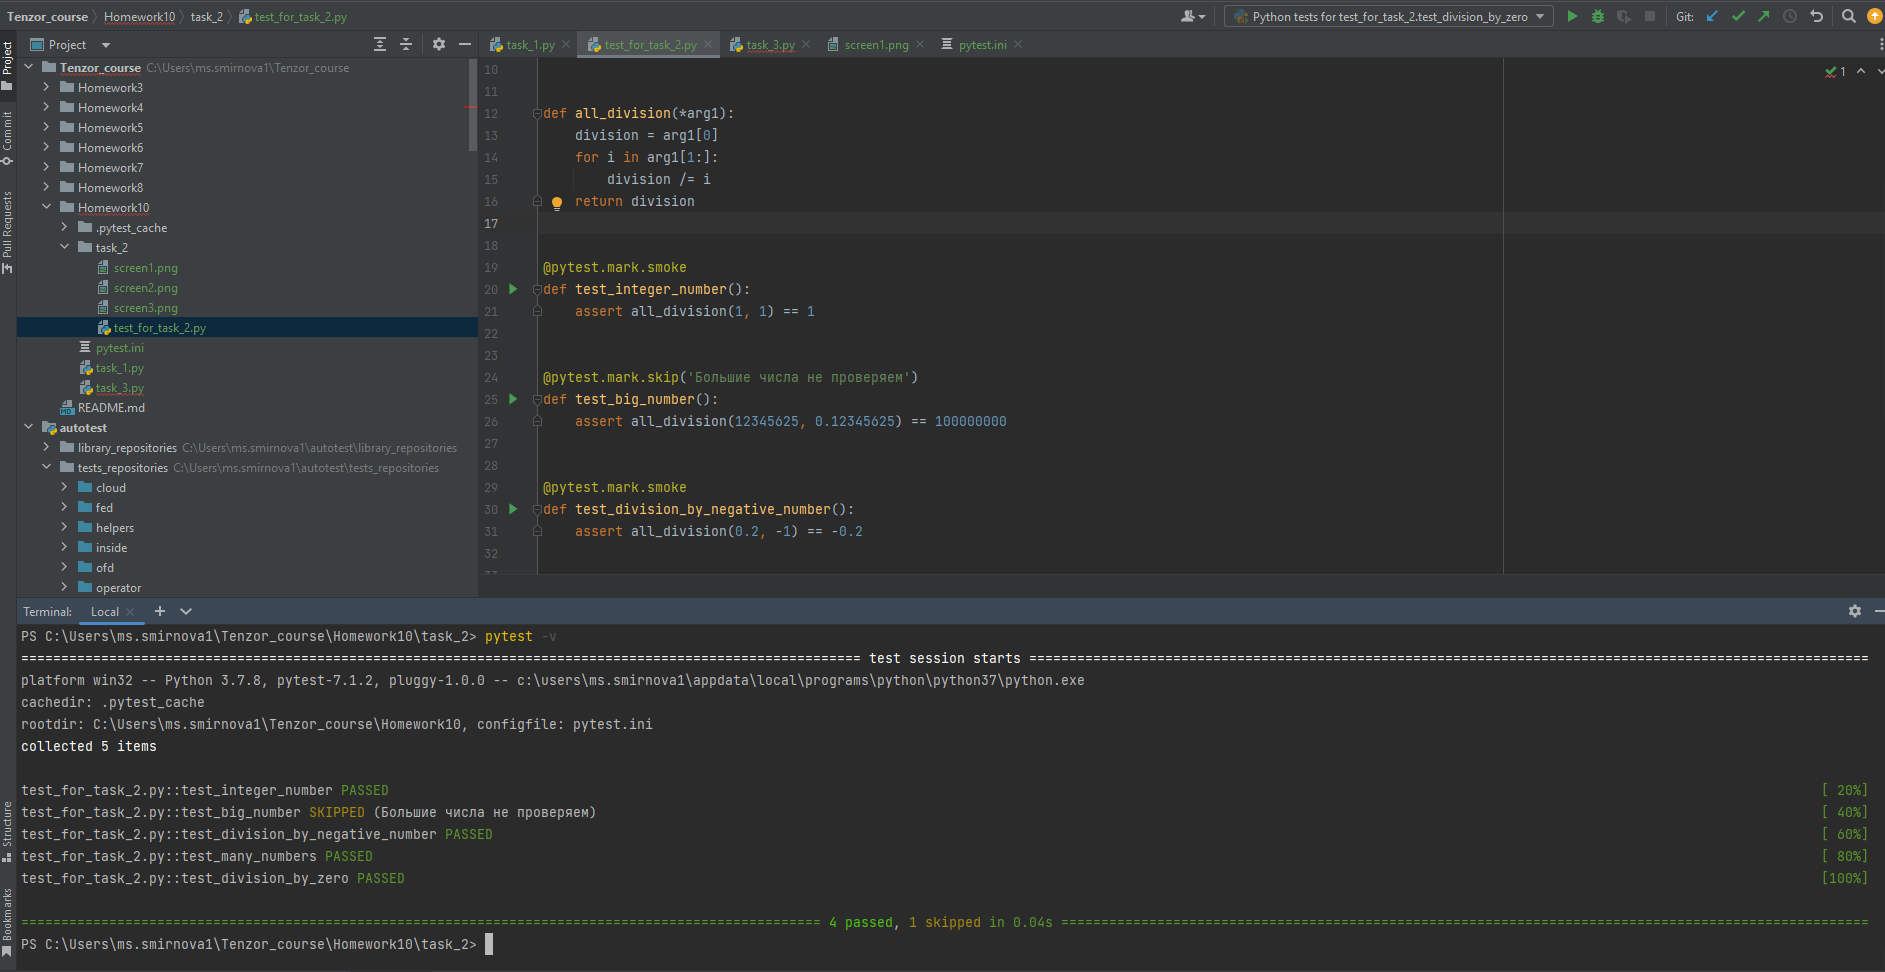 Tenzor_course Homework10 task_2 test_for_task_2.py
Python tests for test_for_task_2.test_division_by_zero Git:
Project
task_1.py test_for_task_2.py task_3.py screen1.png pytest.ini
Project
Commit
Pull Requests
Structure
Bookmarks
Tenzor_course C:\Users\ms.smirnova1\Tenzor_course
Homework3
Homework4
Homework5
Homework6
Homework7
Homework8
Homework10
.pytest_cache
task_2
screen1.png
screen2.png
screen3.png
test_for_task_2.py
pytest.ini
task_1.py
task_3.py
README.md
autotest
library_repositories C:\Users\ms.smirnova1\autotest\library_repositories
tests_repositories C:\Users\ms.smirnova1\autotest\tests_repositories
cloud
fed
helpers
inside
ofd
operator
1
10
11
12 def all_division(*arg1):
13 division = arg1[0]
14 for i in arg1[1:]:
15 division /= i
16 return division
17
18
19 @pytest.mark.smoke
20 def test_integer_number():
21 assert all_division(1, 1) == 1
22
23
24 @pytest.mark.skip('Большие числа не проверяем')
25 def test_big_number():
26 assert all_division(12345625, 0.12345625) == 100000000
27
28
29 @pytest.mark.smoke
30 def test_division_by_negative_number():
31 assert all_division(0.2, -1) == -0.2
32
Terminal: Local
PS C:\Users\ms.smirnova1\Tenzor_course\Homework10\task_2> pytest -v
test session starts
platform win32 -- Python 3.7.8, pytest-7.1.2, pluggy-1.0.0 -- c:\users\ms.smirnova1\appdata\local\programs\python\python37\python.exe
cachedir: .pytest_cache
rootdir: C:\Users\ms.smirnova1\Tenzor_course\Homework10, configfile: pytest.ini
collected 5 items
test_for_task_2.py::test_integer_number PASSED [ 20%]
test_for_task_2.py::test_big_number SKIPPED (Большие числа не проверяем) [ 40%]
test_for_task_2.py::test_division_by_negative_number PASSED [ 60%]
test_for_task_2.py::test_many_numbers PASSED [ 80%]
test_for_task_2.py::test_division_by_zero PASSED [100%]
4 passed, 1 skipped in 0.04s
PS C:\Users\ms.smirnova1\Tenzor_course\Homework10\task_2>